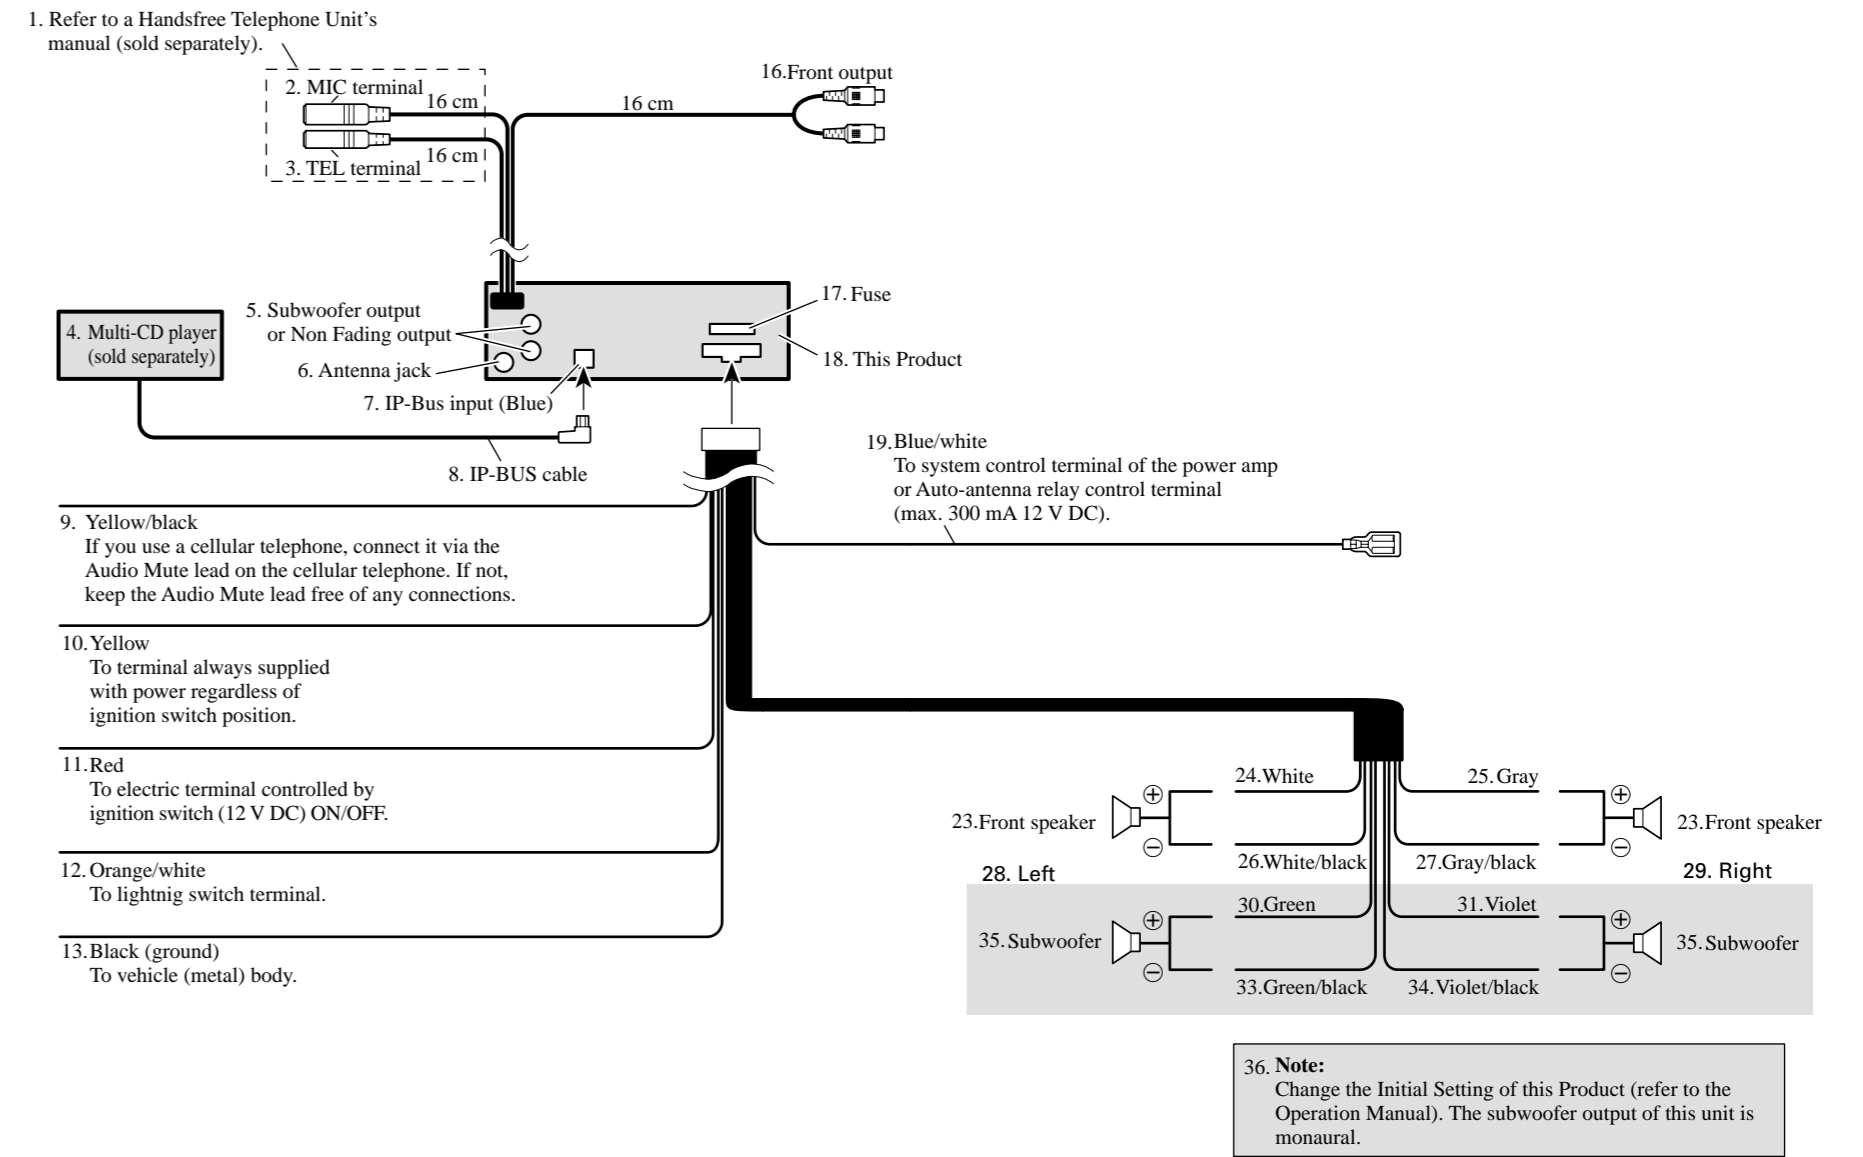 1. Refer to a Handsfree Telephone Unit's
manual (sold separately).
2. MIC terminal
16 cm
16 cm
3. TEL terminal
16 cm
16.Front output
4. Multi-CD player
(sold separately)
5. Subwoofer output
or Non Fading output
6. Antenna jack
7. IP-Bus input (Blue)
8. IP-BUS cable
17. Fuse
18. This Product
9. Yellow/black
If you use a cellular telephone, connect it via the
Audio Mute lead on the cellular telephone. If not,
keep the Audio Mute lead free of any connections.
10. Yellow
To terminal always supplied
with power regardless of
ignition switch position.
11. Red
To electric terminal controlled by
ignition switch (12 V DC) ON/OFF.
12. Orange/white
To lightnig switch terminal.
13. Black (ground)
To vehicle (metal) body.
19. Blue/white
To system control terminal of the power amp
or Auto-antenna relay control terminal
(max. 300 mA 12 V DC).
24. White
25. Gray
+
+
23. Front speaker
23. Front speaker
−
−
26. White/black
27. Gray/black
28. Left
29. Right
30. Green
31. Violet
+
+
35. Subwoofer
35. Subwoofer
−
−
33. Green/black
34. Violet/black
36. Note:
Change the Initial Setting of this Product (refer to the
Operation Manual). The subwoofer output of this unit is
monaural.